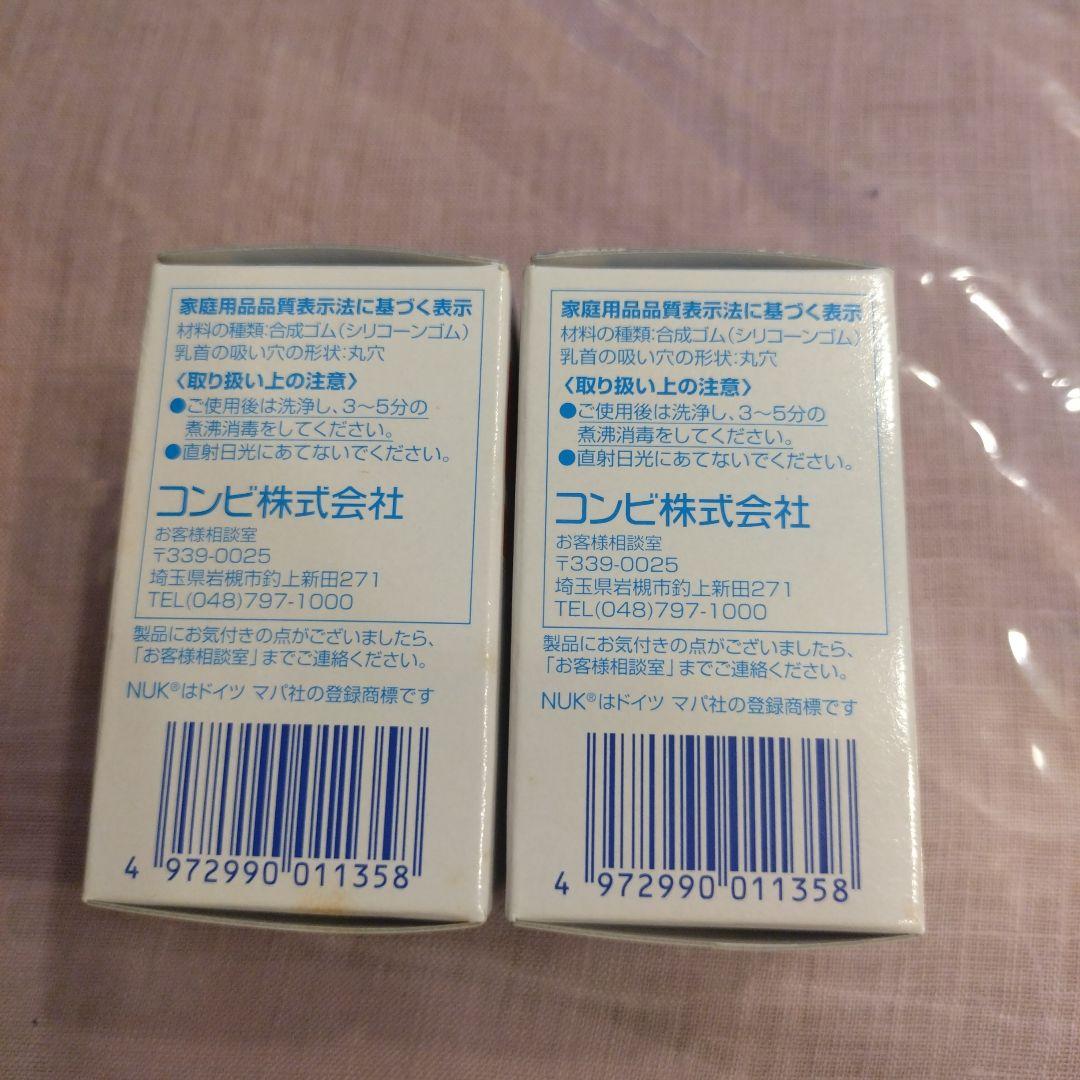 家庭用品品質表示法に基づく表示
材料の種類:合成ゴム(シリコーンゴム)
乳首の吸い穴の形状:丸穴
〈取り扱い上の注意〉
●ご使用後は洗浄し、3〜5分の
煮沸消毒をしてください。
●直射日光にあてないでください。
コンビ株式会社
お客様相談室
〒339-0025
埼玉県岩槻市釣上新田271
TEL(048)797-1000
製品にお気付きの点がございましたら、
「お客様相談室」までご連絡ください。
NUK®はドイツ マパ社の登録商標です
4 972990 011358
家庭用品品質表示法に基づく表示
材料の種類:合成ゴム(シリコーンゴム)
乳首の吸い穴の形状:丸穴
〈取り扱い上の注意〉
●ご使用後は洗浄し、3〜5分の
煮沸消毒をしてください。
●直射日光にあてないでください。
コンビ株式会社
お客様相談室
〒339-0025
埼玉県岩槻市釣上新田271
TEL(048)797-1000
製品にお気付きの点がございましたら、
「お客様相談室」までご連絡ください。
NUK®はドイツ マパ社の登録商標です
4 972990 011358